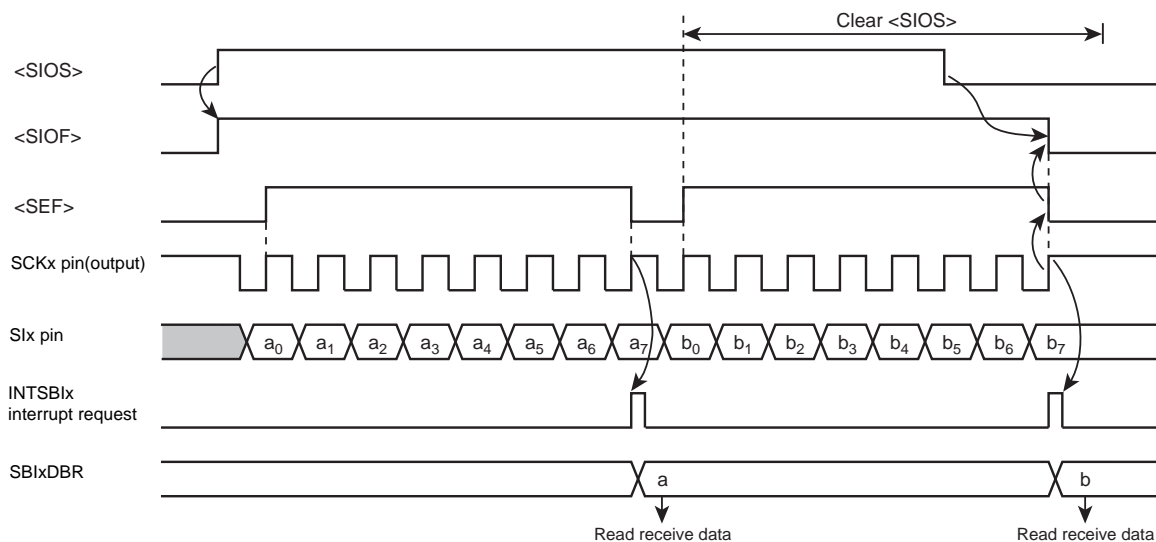 Clear <SIOS>
<SIOS>
<SIOF>
<SEF>
SCKx pin(output)
SIx pin
a0 a1 a2 a3 a4 a5 a6 a7 b0 b1 b2 b3 b4 b5 b6 b7
INTSBIx
interrupt request
SBIxDBR
a b
Read receive data Read receive data